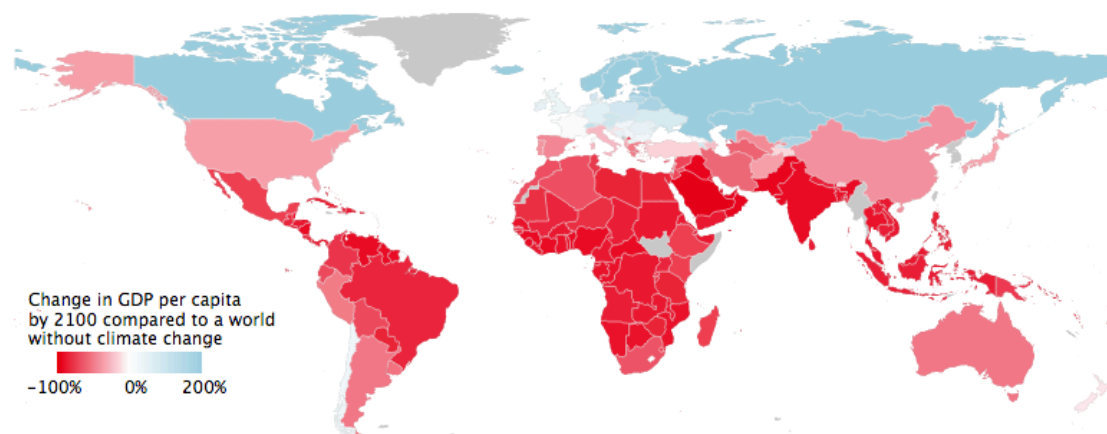 Change in GDP per capita
by 2100 compared to a world
without climate change
-100% 0% 200%